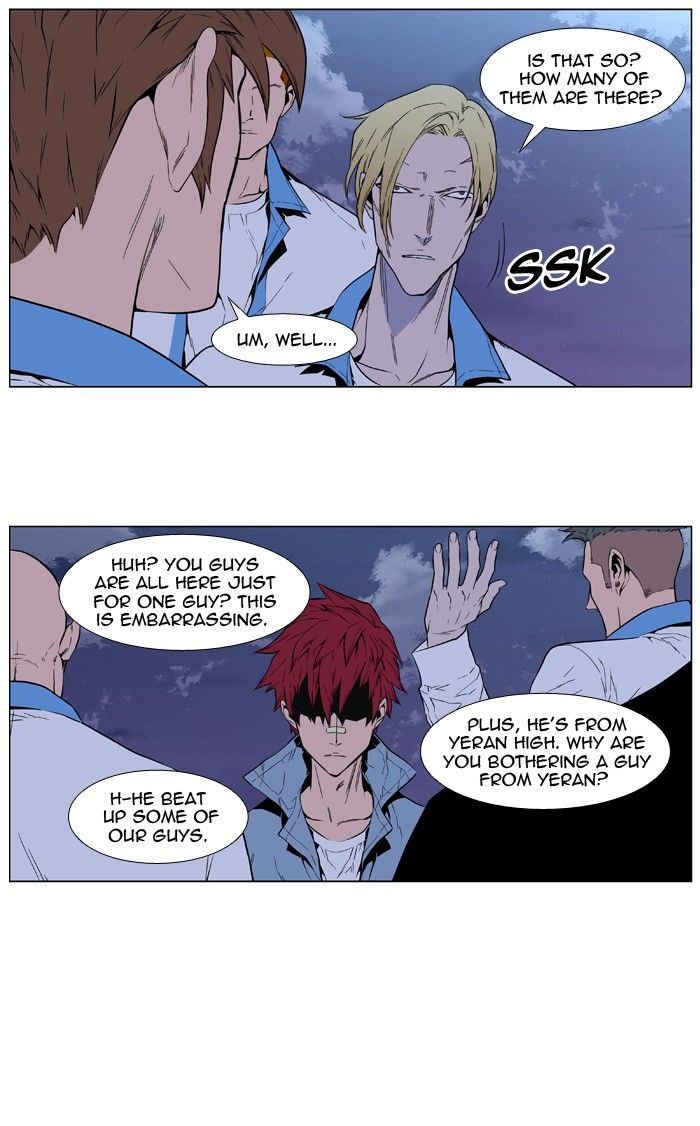 IS THAT SO?
HOW MANY OF
THEM ARE THERE?
SSK
UM, WELL...
HUH? YOU GUYS
ARE ALL HERE JUST
FOR ONE GUY? THIS
IS EMBARRASSING.
PLUS, HE'S FROM
YERAN HIGH. WHY ARE
YOU BOTHERING A GUY
FROM YERAN?
H-HE BEAT
UP SOME OF
OUR GUYS.